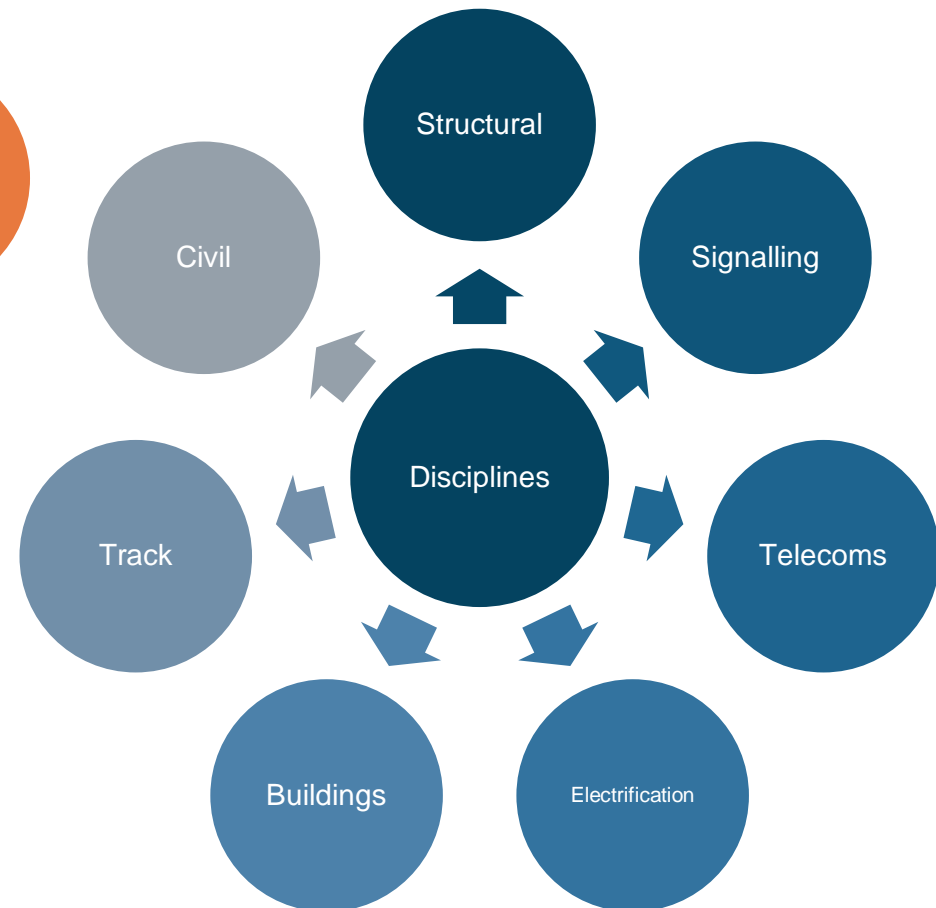 Structural
Signalling
Telecoms
Electrification
Buildings
Track
Civil
Disciplines